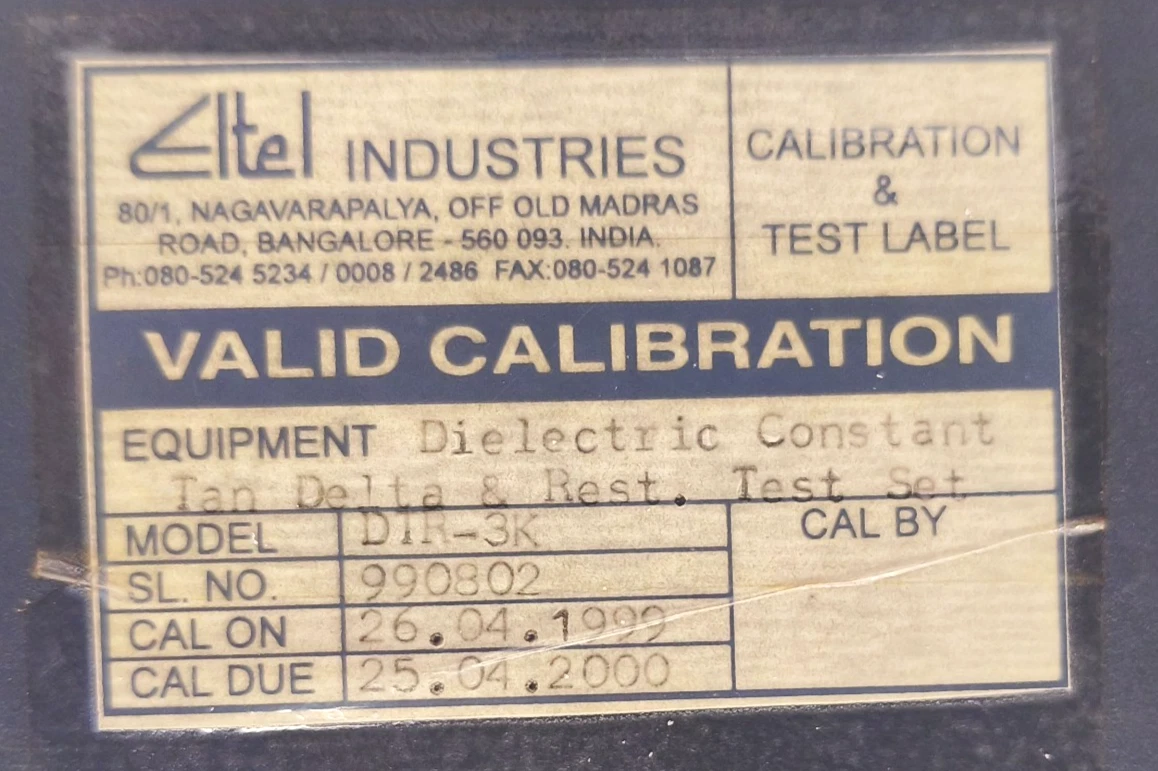 Eltel INDUSTRIES
80/1, NAGAVARAPALYA, OFF OLD MADRAS
ROAD, BANGALORE - 560 093. INDIA.
Ph:080-524 5234 / 0008 / 2486 FAX:080-524 1087
CALIBRATION
&
TEST LABEL
VALID CALIBRATION
EQUIPMENT Dielectric Constant
Tan Delta & Rest. Test Set
MODEL DTR-3K
SL. NO. 990802
CAL ON 26.04.1999
CAL DUE 25.04.2000
CAL BY